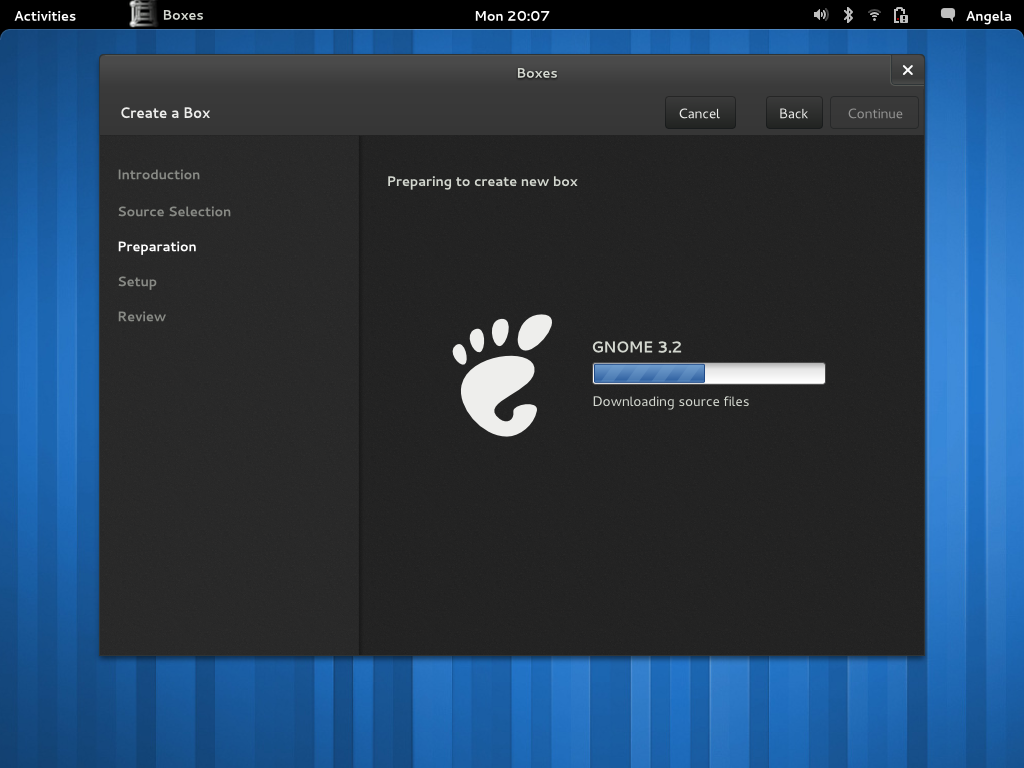 Activities Boxes Mon 20:07 Angela
Boxes
Create a Box Cancel Back Continue
Introduction
Source Selection
Preparation
Setup
Review
Preparing to create new box
GNOME 3.2
Downloading source files